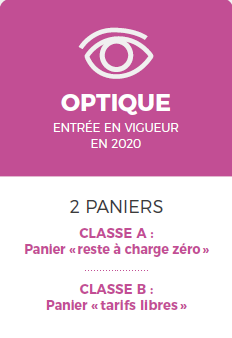 OPTIQUE
ENTRÉE EN VIGUEUR
EN 2020
2 PANIERS
CLASSE A :
Panier « reste à charge zéro »
CLASSE B :
Panier « tarifs libres »